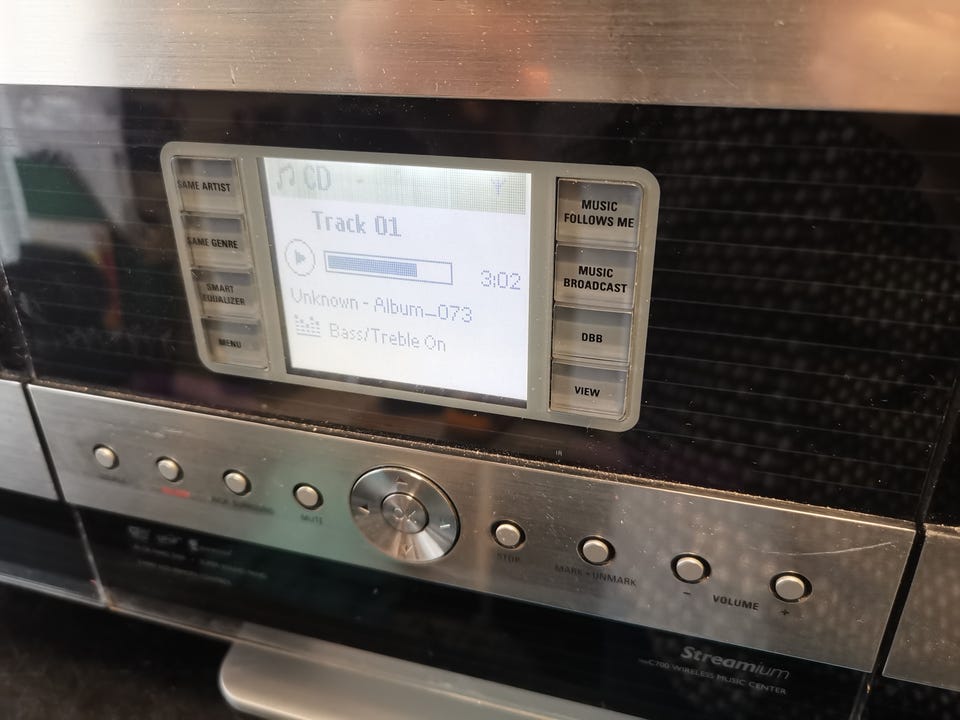 SAME ARTIST
SAME GENRE
SMART
EQUALIZER
MENU
CD
Track 01
3:02
Unknown - Album_073
Bass/Treble On
MUSIC
FOLLOWS ME
MUSIC
BROADCAST
DBB
VIEW
MUTE
OK
STOP
MARK•UNMARK
- VOLUME +
Streamium
WIRELESS MUSIC CENTER